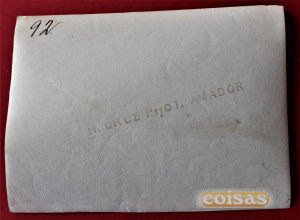 92
H. CRUZ PHOT. AMADOR
coisas